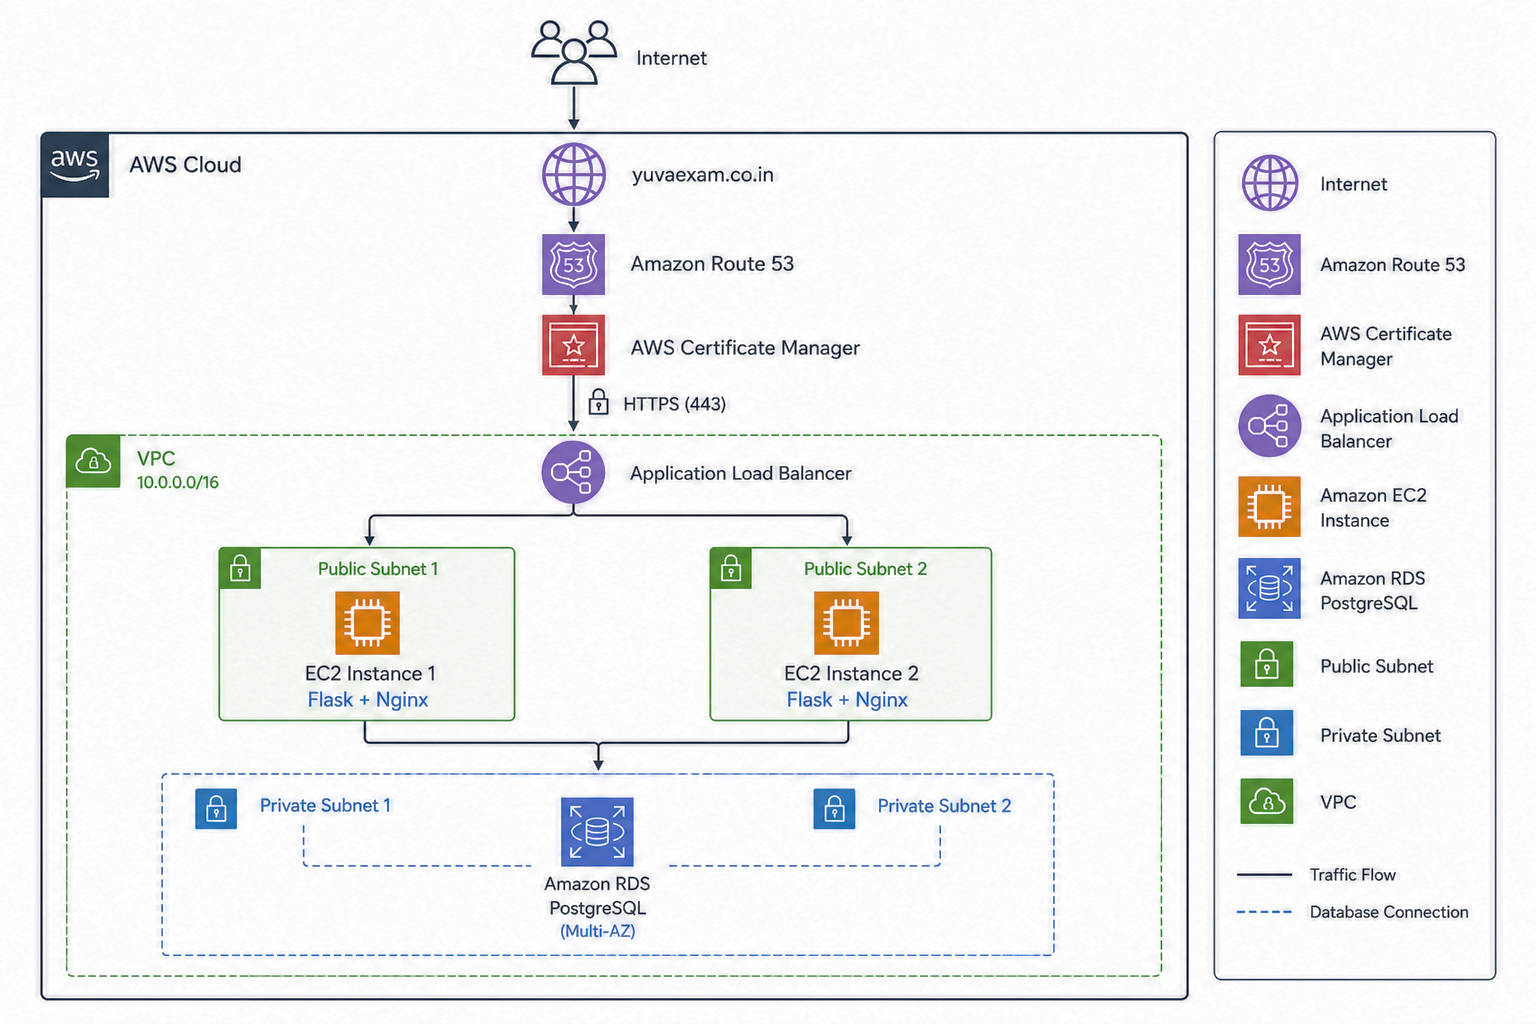 Internet
aws
AWS Cloud
yuvaexam.co.in
53
Amazon Route 53
AWS Certificate Manager
HTTPS (443)
VPC
10.0.0.0/16
Application Load Balancer
Public Subnet 1
EC2 Instance 1
Flask + Nginx
Public Subnet 2
EC2 Instance 2
Flask + Nginx
Private Subnet 1
Private Subnet 2
Amazon RDS
PostgreSQL
(Multi-AZ)
Internet
53
Amazon Route 53
AWS Certificate
Manager
Application Load
Balancer
Amazon EC2
Instance
Amazon RDS
PostgreSQL
Public Subnet
Private Subnet
VPC
Traffic Flow
Database Connection